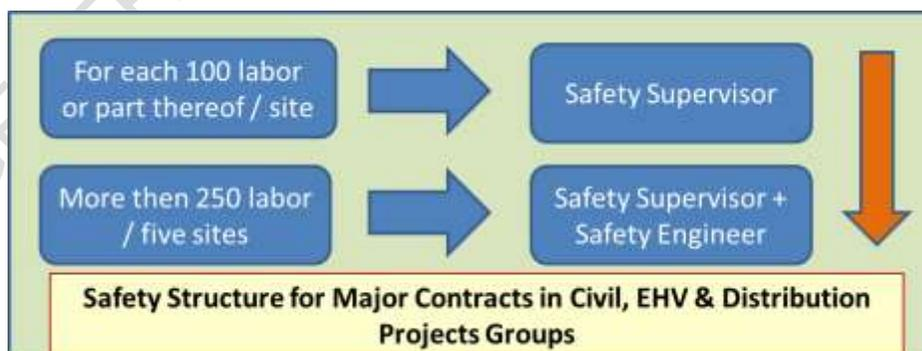 For each 100 labor
or part thereof / site
Safety Supervisor
More then 250 labor
/ five sites
Safety Supervisor +
Safety Engineer
Safety Structure for Major Contracts in Civil, EHV & Distribution
Projects Groups